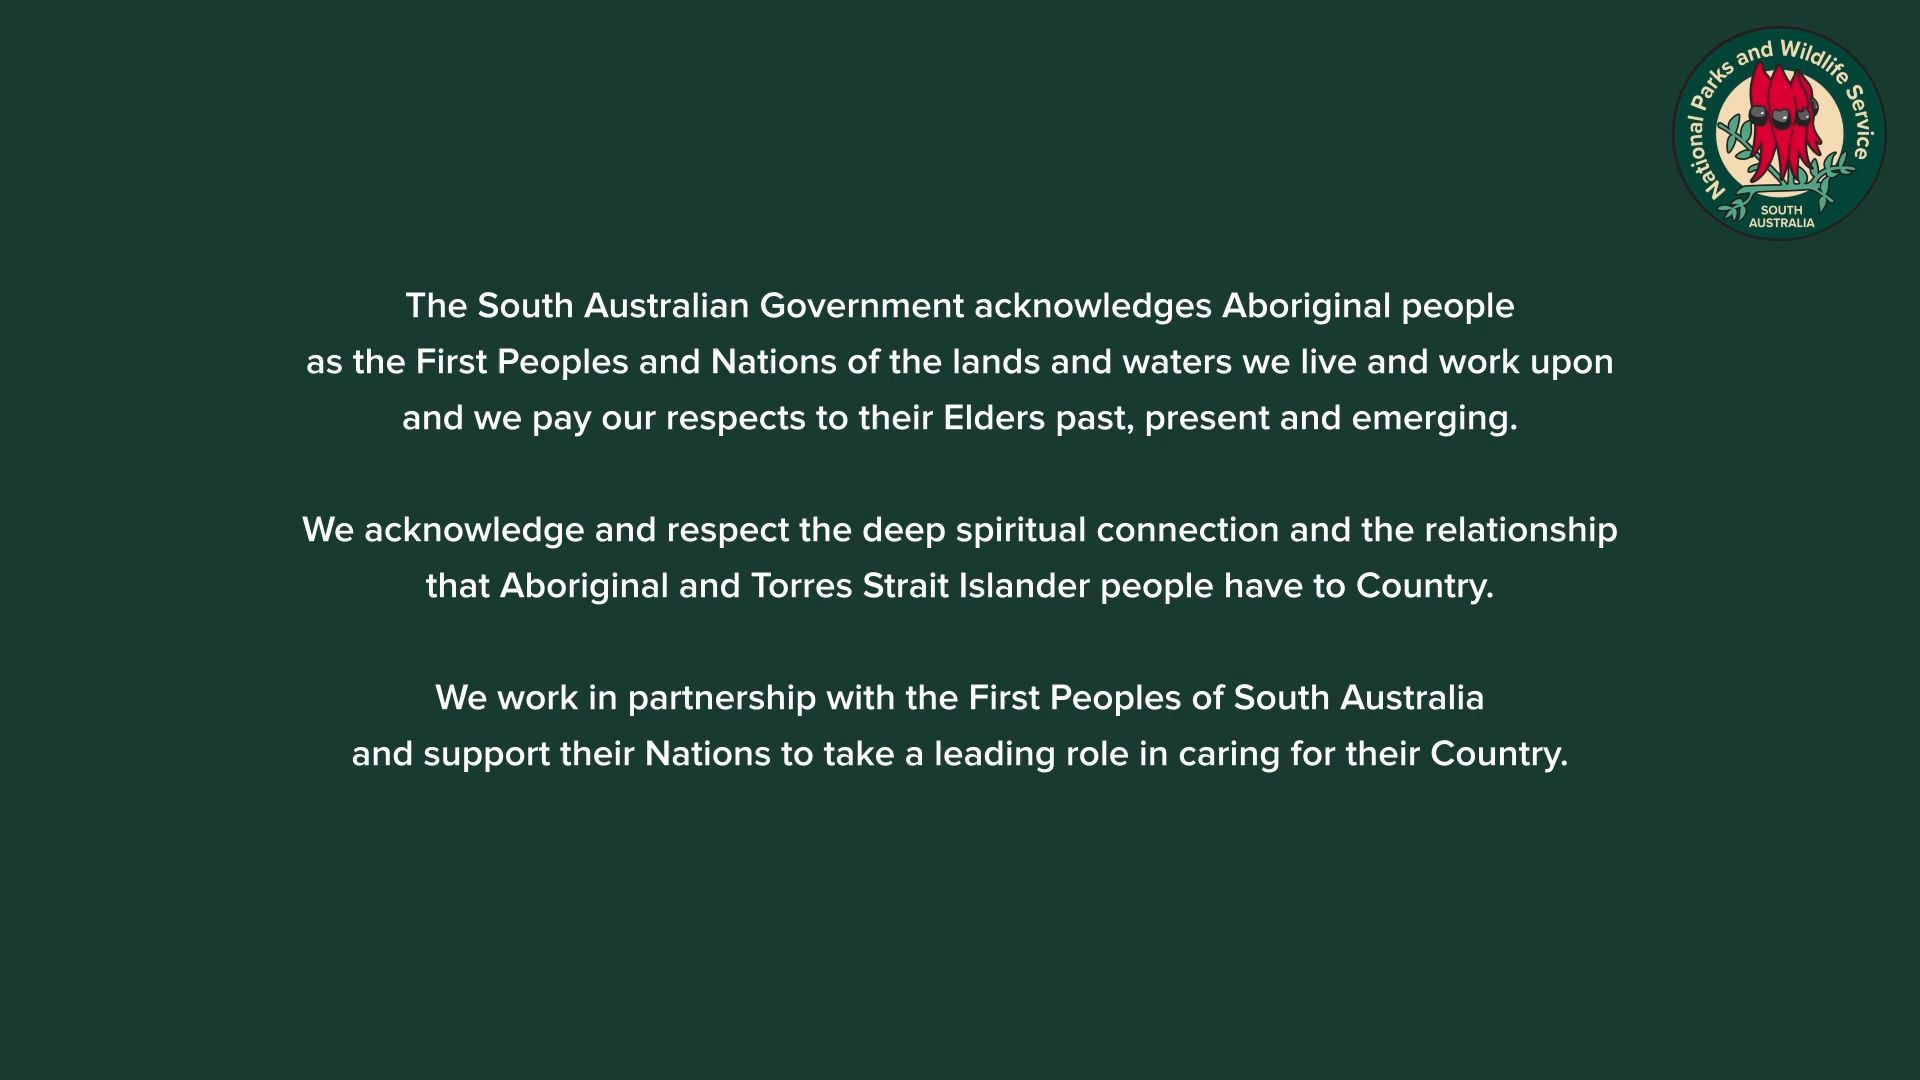 National Parks and Wildlife Service
SOUTH
AUSTRALIA
The South Australian Government acknowledges Aboriginal people
as the First Peoples and Nations of the lands and waters we live and work upon
and we pay our respects to their Elders past, present and emerging.
We acknowledge and respect the deep spiritual connection and the relationship
that Aboriginal and Torres Strait Islander people have to Country.
We work in partnership with the First Peoples of South Australia
and support their Nations to take a leading role in caring for their Country.